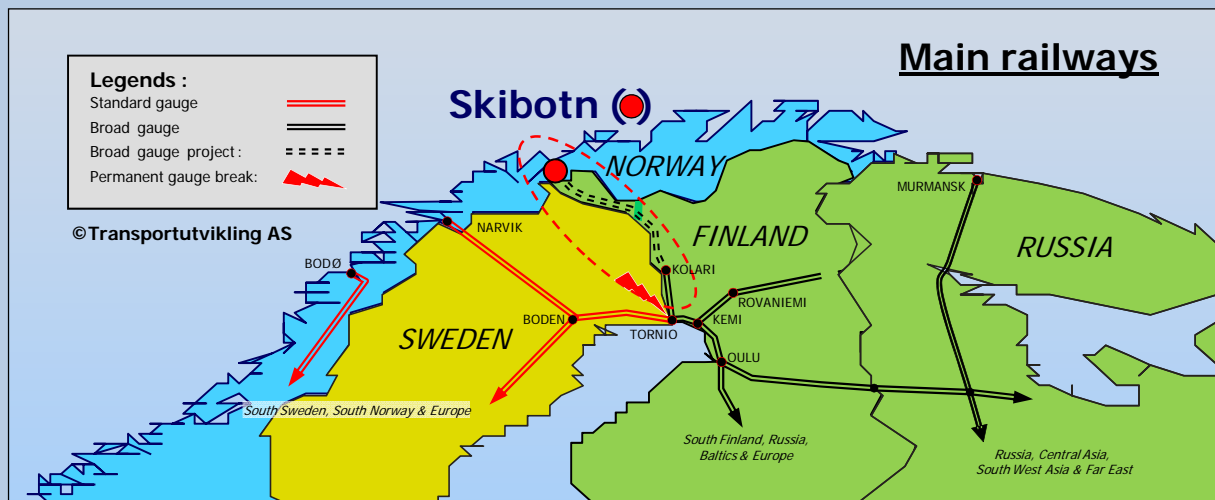 Main railways
Legends :
Standard gauge
Broad gauge
Broad gauge project:
Permanent gauge break:
©Transportutvikling AS
Skibotn ( )
NORWAY
MURMANSK
NARVIK
FINLAND
RUSSIA
BODØ
KOLARI
ROVANIEMI
BODEN
KEMI
SWEDEN
TORNIO
OULU
South Sweden, South Norway & Europe
South Finland, Russia,
Baltics & Europe
Russia, Central Asia,
South West Asia & Far East